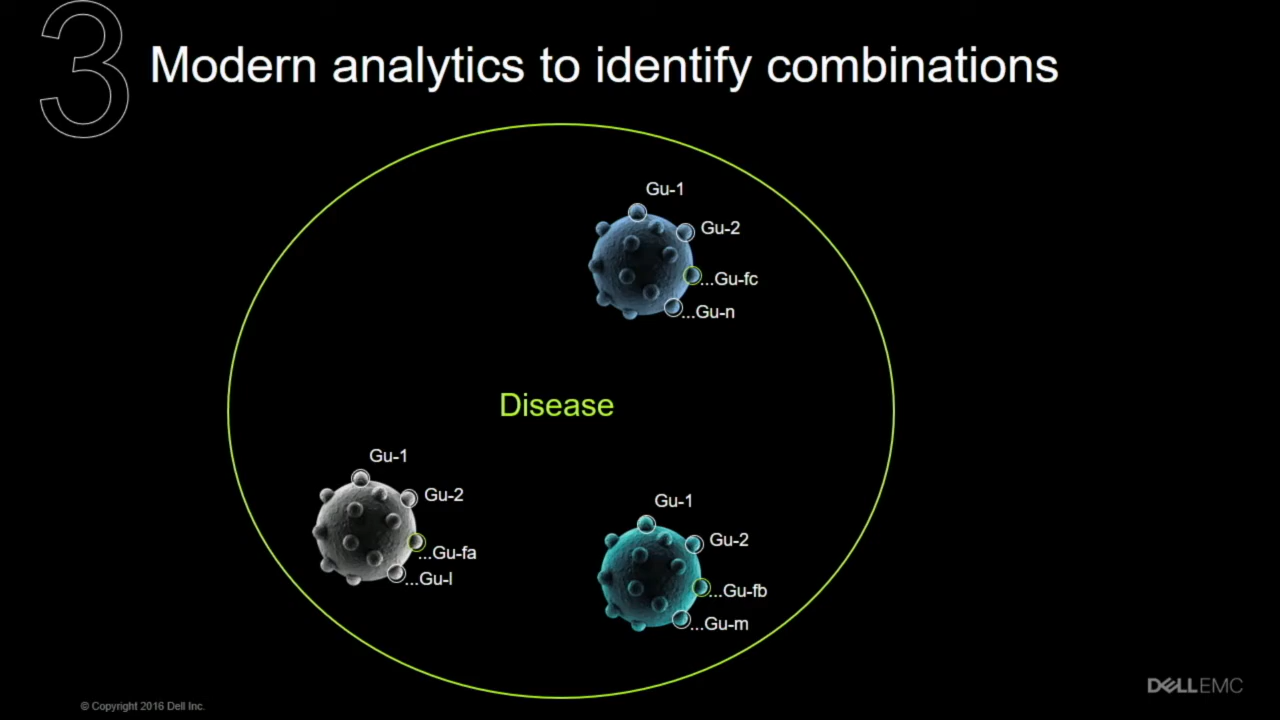 3
Modern analytics to identify combinations
Gu-1
Gu-2
...Gu-fc
...Gu-n
Disease
Gu-1
Gu-2
...Gu-fa
...Gu-l
Gu-1
Gu-2
...Gu-fb
...Gu-m
© Copyright 2016 Dell Inc.
DELLEMC